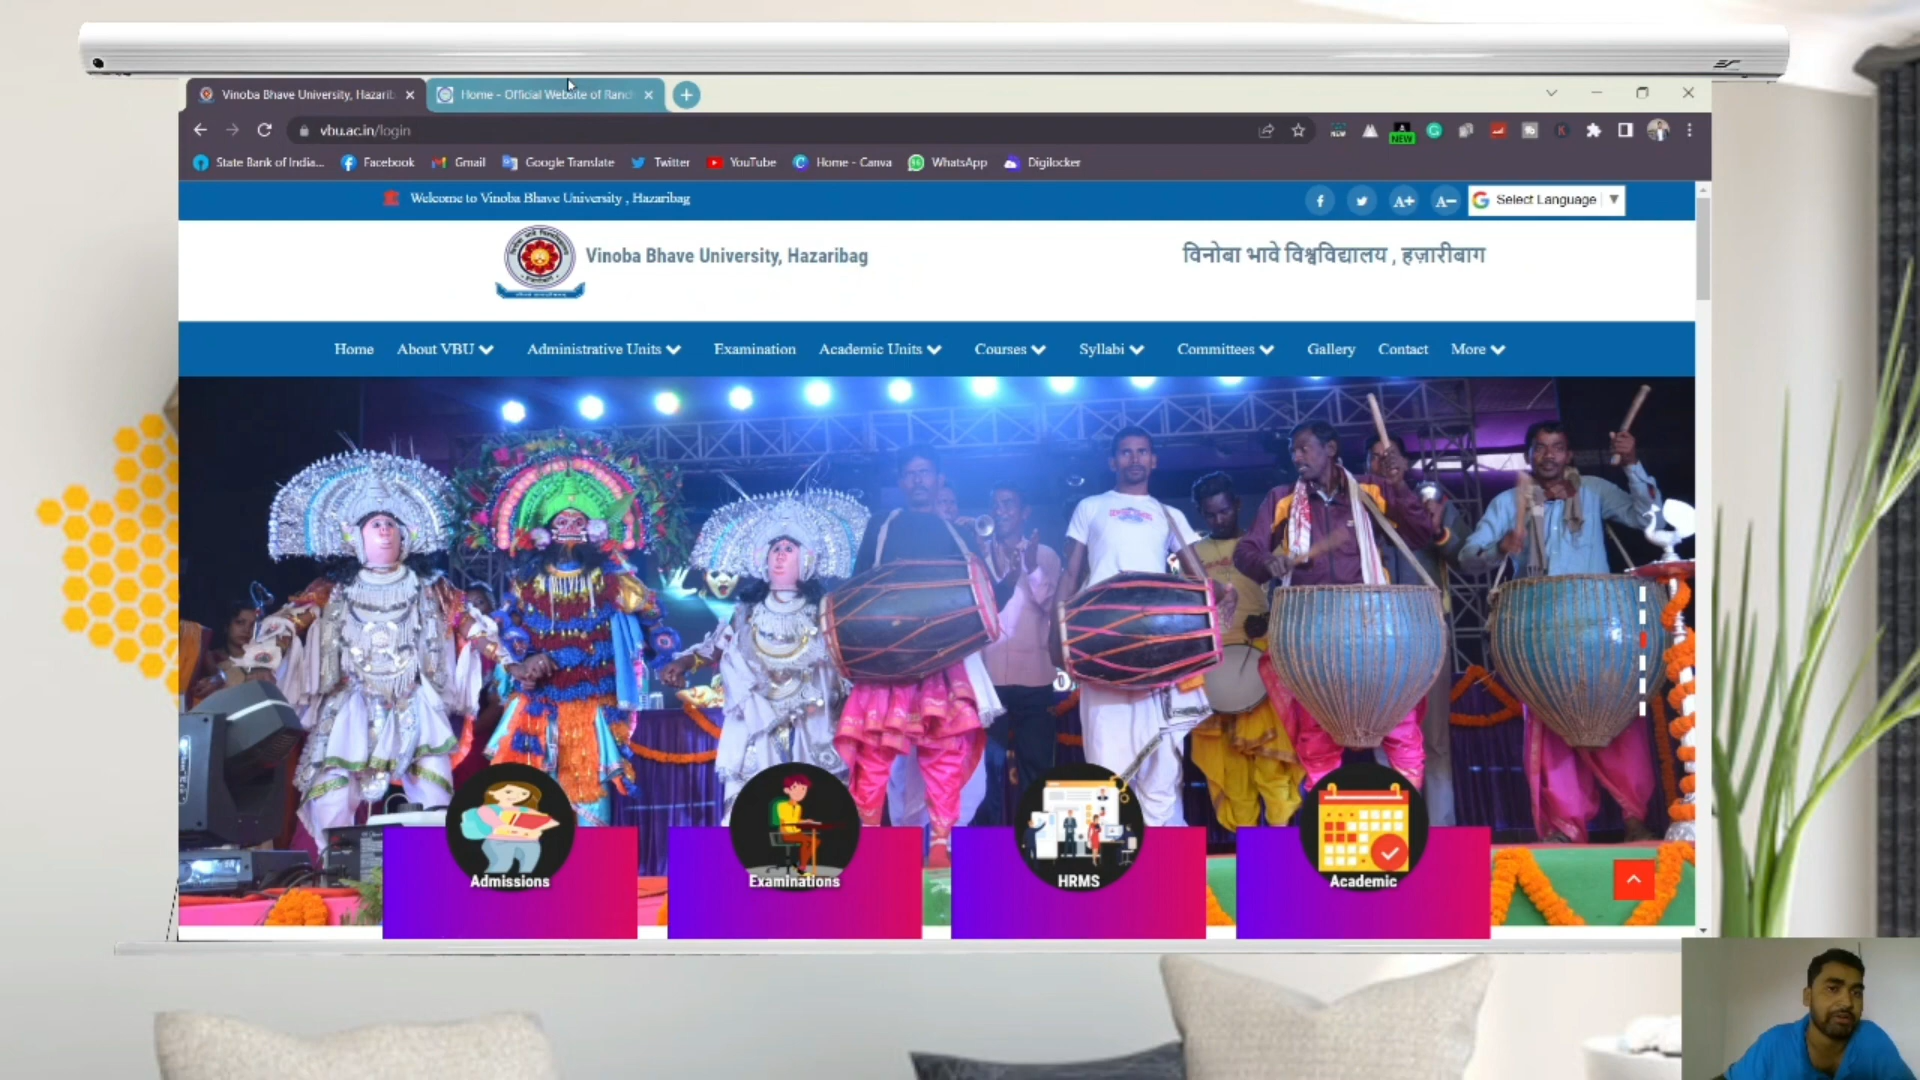 Vinoba Bhave University, Hazarib
Home - Official Website of Ranc
vbu.ac.in/login
NEW
State Bank of India...
Facebook
Gmail
Google Translate
Twitter
YouTube
Home - Canva
WhatsApp
Digilocker
Welcome to Vinoba Bhave University , Hazaribag
A+
A-
Select Language
Vinoba Bhave University, Hazaribag
विनोबा भावे विश्वविद्यालय , हज़ारीबाग
Home
About VBU
Administrative Units
Examination
Academic Units
Courses
Syllabi
Committees
Gallery
Contact
More
Admissions
Examinations
HRMS
Academic